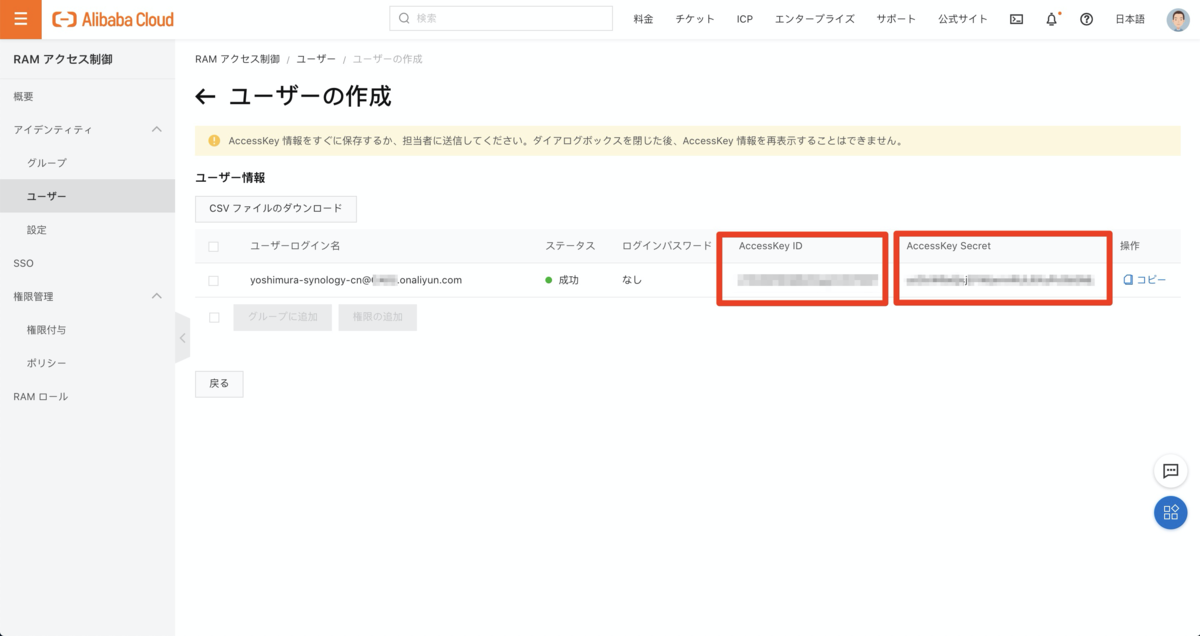 Alibaba Cloud
検索
料金 チケット ICP エンタープライズ サポート 公式サイト 日本語
RAM アクセス制御
概要
アイデンティティ
グループ
ユーザー
設定
SSO
権限管理
権限付与
ポリシー
RAM ロール
RAM アクセス制御 / ユーザー / ユーザーの作成
← ユーザーの作成
AccessKey 情報をすぐに保存するか、担当者に送信してください。ダイアログボックスを閉じた後、AccessKey 情報を再表示することはできません。
ユーザー情報
CSV ファイルのダウンロード
ユーザーログイン名 ステータス ログインパスワード AccessKey ID AccessKey Secret 操作
yoshimura-synology-cn@ .onaliyun.com 成功 なし コピー
グループに追加 権限の追加
戻る